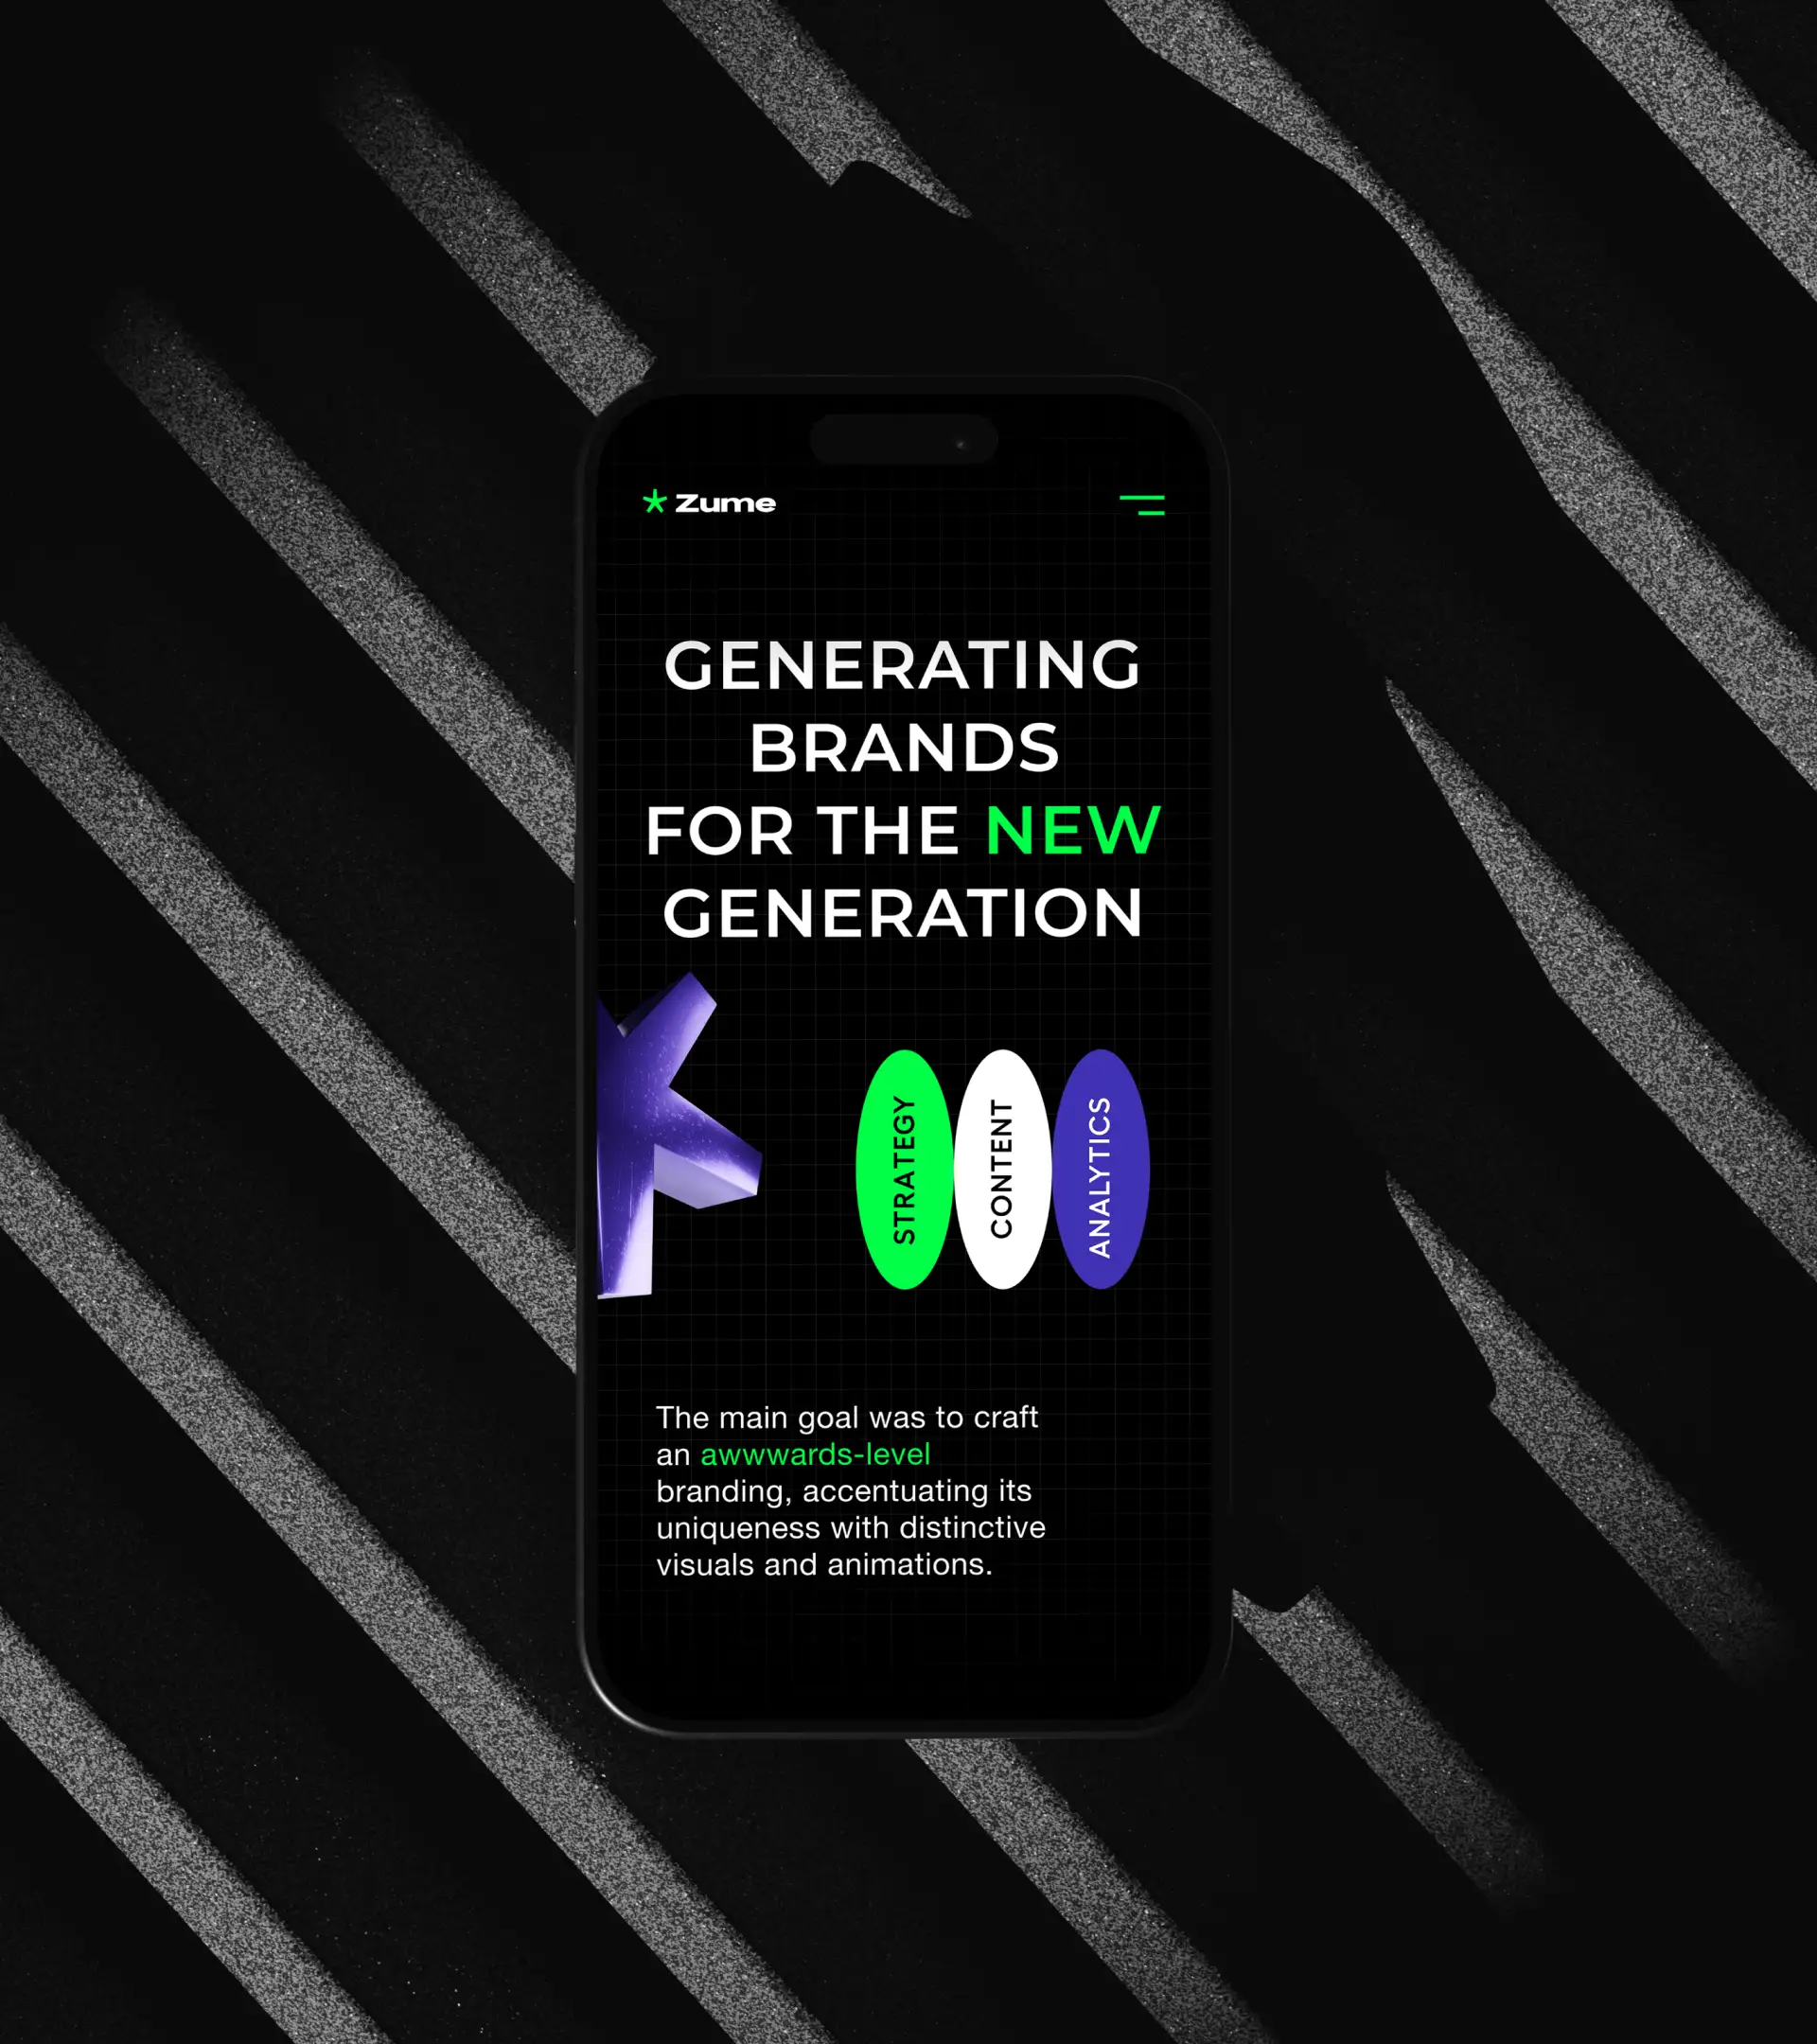 Zume
GENERATING
BRANDS
FOR THE NEW
GENERATION
STRATEGY
CONTENT
ANALYTICS
The main goal was to craft
an awwwards-level
branding, accentuating its
uniqueness with distinctive
visuals and animations.